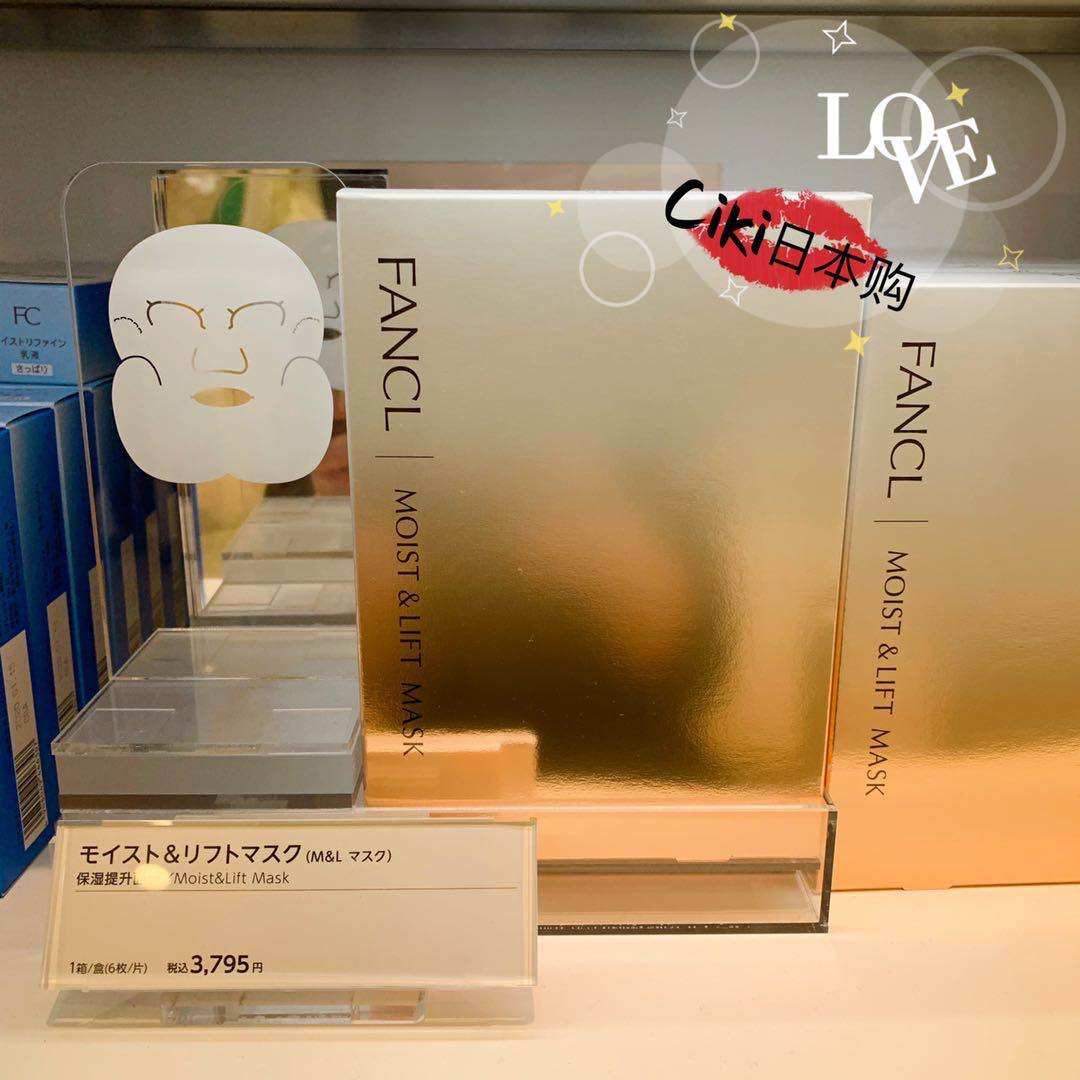 LOVE
Ciki日本购
FANCL | MOIST & LIFT MASK
FANCL | MOIST & LIFT MASK
FC
イストリファイン
乳液
さっぱり
モイスト&リフトマスク(M&L マスク)
保湿提升 /Moist&Lift Mask
1箱/盒(6枚/片) 税込3,795円